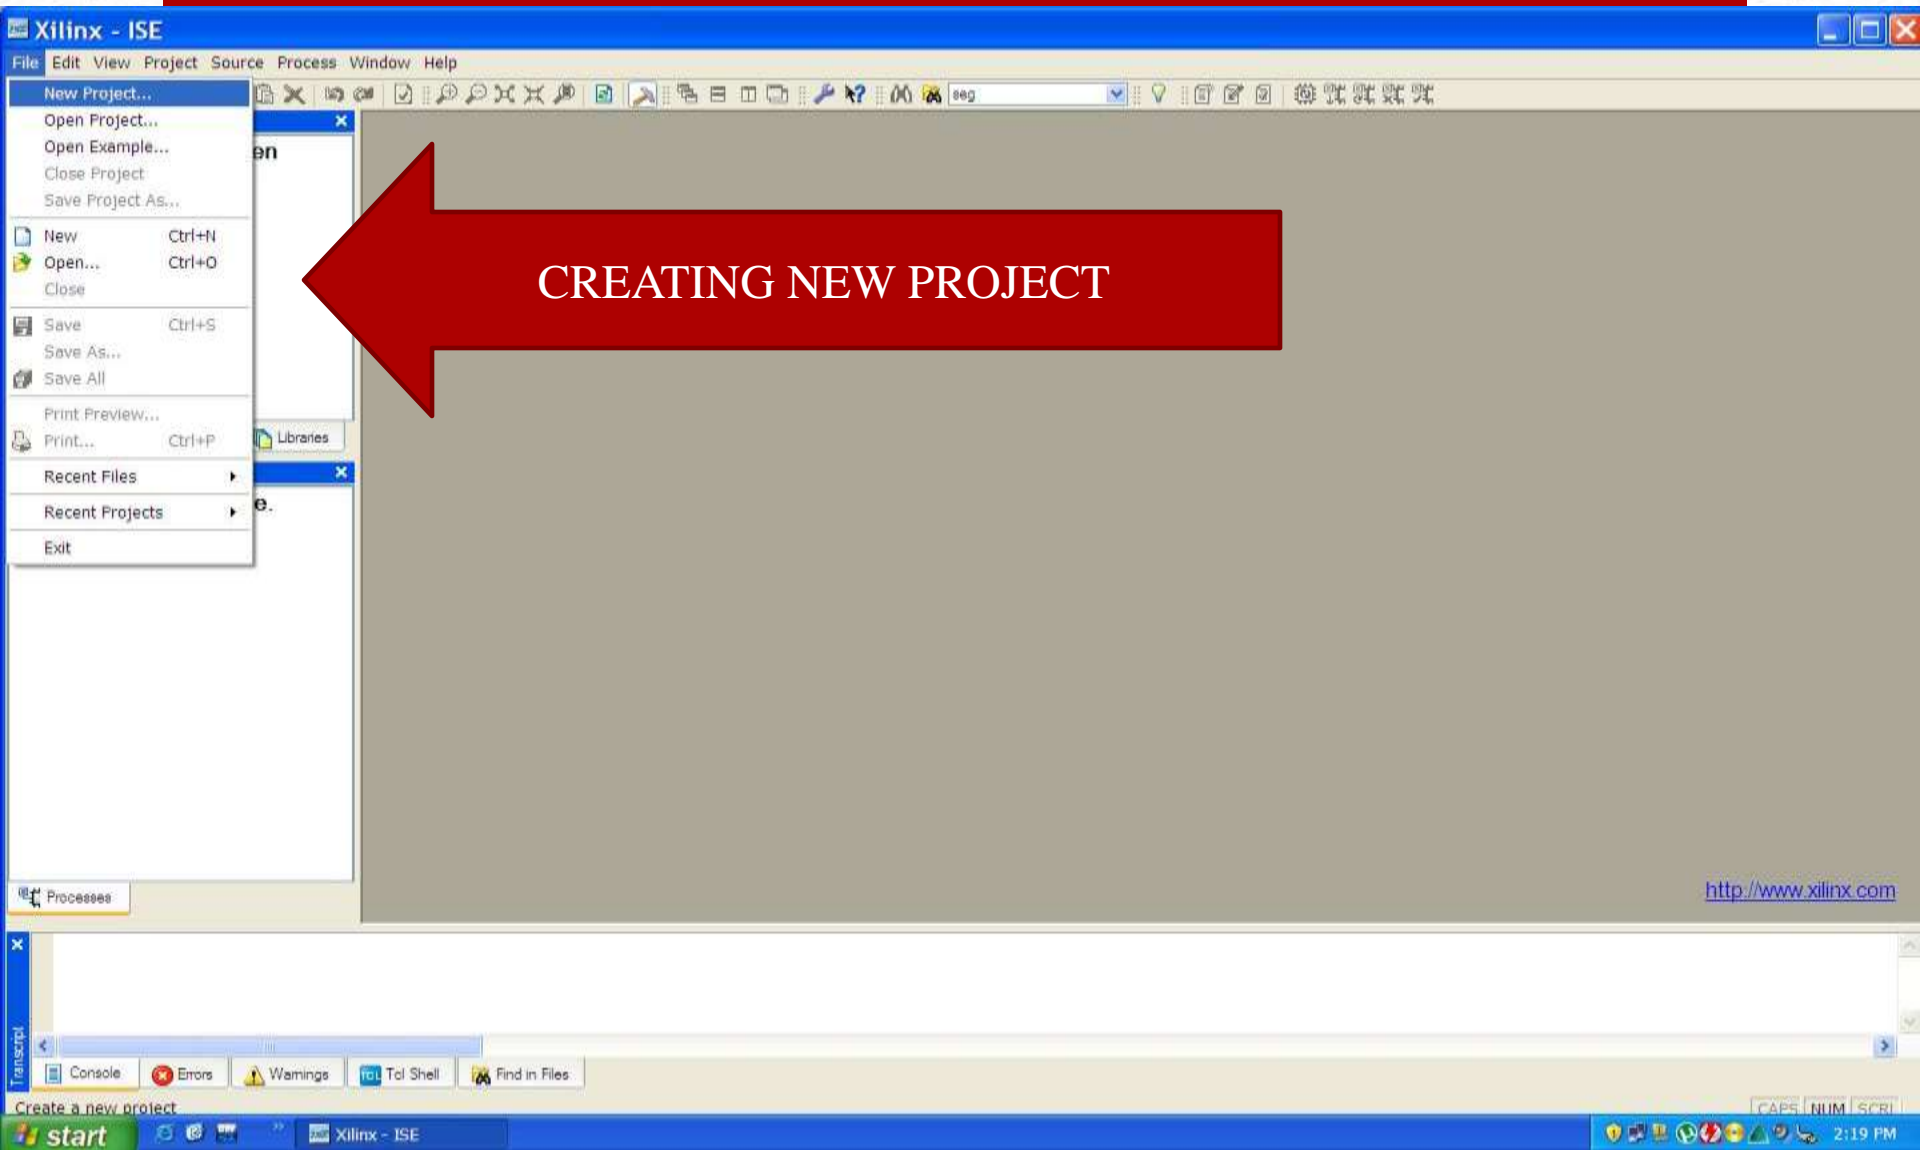 Xilinx - ISE
File Edit View Project Source Process Window Help
New Project...
seg
Open Project...
Open Example...
en
Close Project
Save Project As...
New Ctrl+N
Open... Ctrl+O
Close
CREATING NEW PROJECT
Save Ctrl+S
Save As...
Save All
Print Preview...
Print... Ctrl+P
Libraries
Recent Files
e.
Recent Projects
Exit
Processes
http://www.xilinx.com
Transcript
Console Errors Warnings TCL Tcl Shell Find in Files
Create a new project
CAPS NUM SCRL
start Xilinx - ISE 2:19 PM